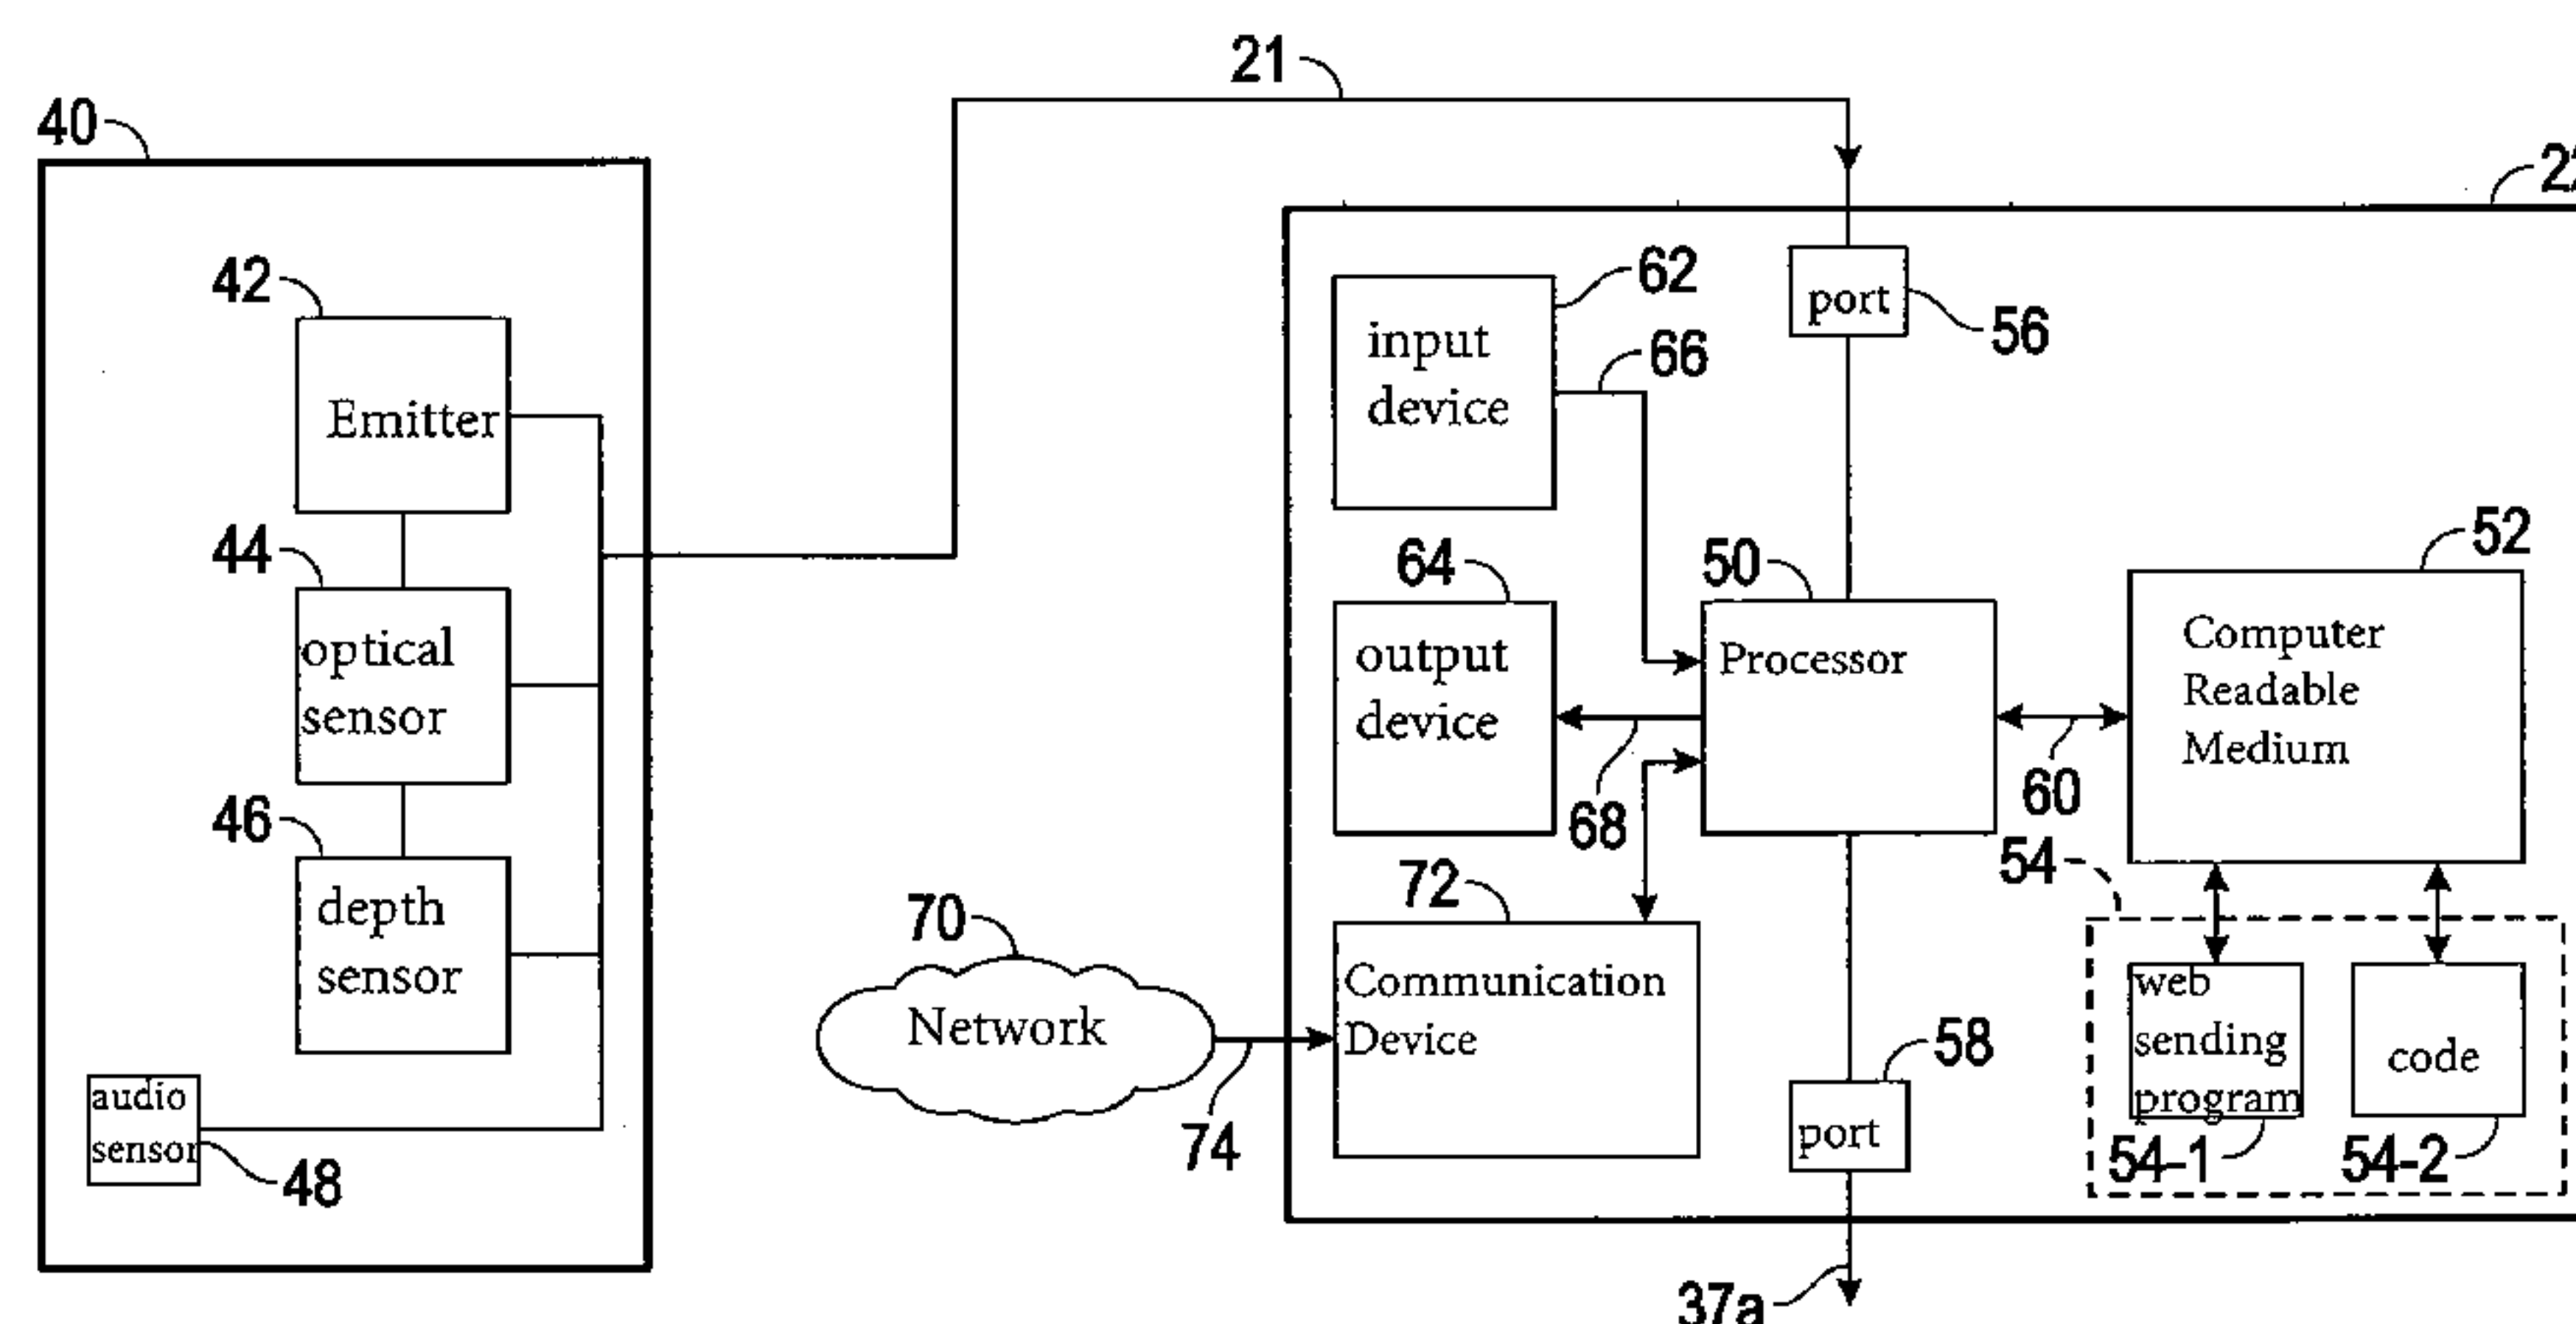 21
40
22
42
Emitter
62
input
device
66
port
56
44
optical
sensor
64
output
device
68
50
Processor
60
52
Computer
Readable
Medium
46
depth
sensor
54
70
Network
74
72
Communication
Device
58
port
web
sending
program
code
54-1
54-2
audio
sensor
48
37a